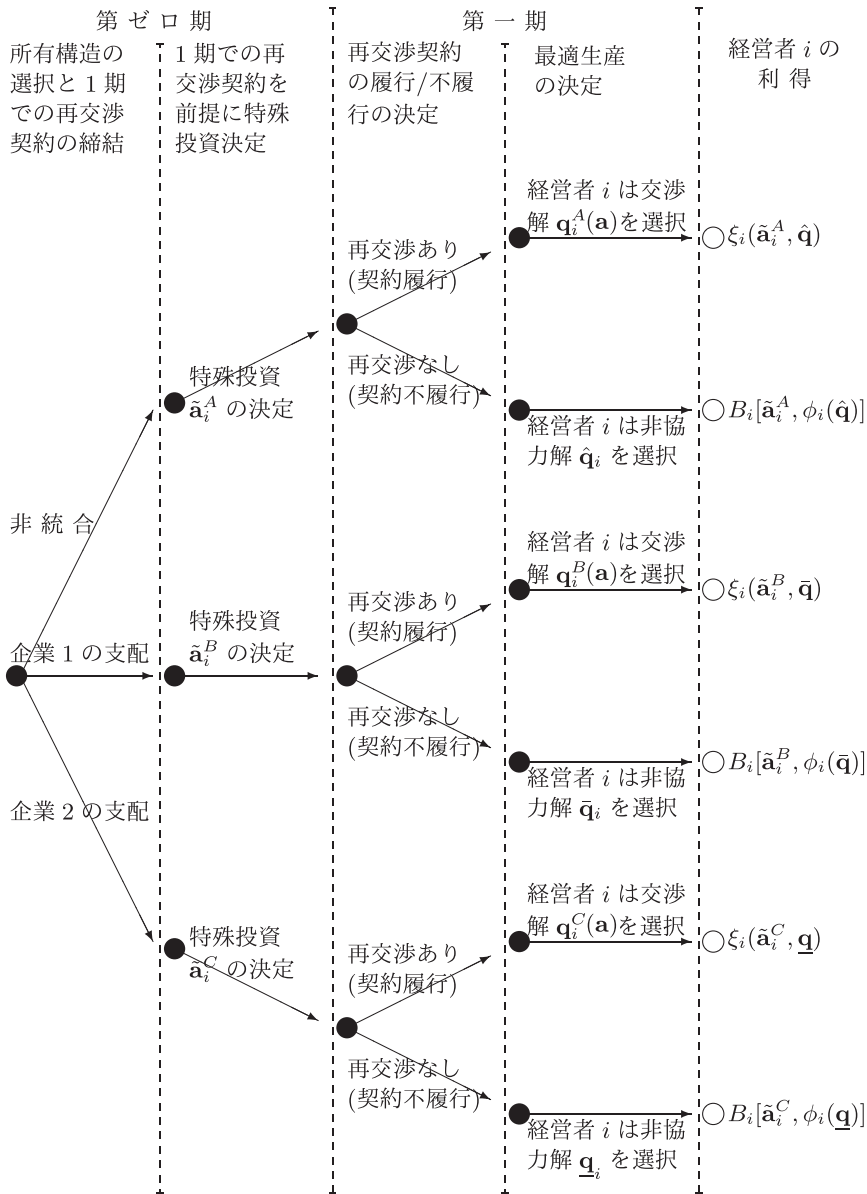 第 ゼ ロ 期
第 一 期
所有構造の
選択と 1 期
での再交渉
契約の締結
1 期での再
交渉契約を
前提に特殊
投資決定
再交渉契約
の履行/不履
行の決定
最適生産
の決定
経営者 i の
利 得
経営者 i は交渉
解 q_i^A(a)を選択
ξ_i(ã_i^A, q̂)
再交渉あり
(契約履行)
特殊投資
ã_i^A の決定
再交渉なし
(契約不履行)
B_i[ã_i^A, ϕ_i(q̂)]
経営者 i は非協
力解 q̂_i を選択
非 統 合
経営者 i は交渉
解 q_i^B(a)を選択
ξ_i(ã_i^B, q̄)
再交渉あり
(契約履行)
企業 1 の支配
特殊投資
ã_i^B の決定
再交渉なし
(契約不履行)
B_i[ã_i^B, ϕ_i(q̄)]
経営者 i は非協
力解 q̄_i を選択
企業 2 の支配
経営者 i は交渉
解 q_i^C(a)を選択
ξ_i(ã_i^C, q̲)
特殊投資
ã_i^C の決定
再交渉あり
(契約履行)
再交渉なし
(契約不履行)
B_i[ã_i^C, ϕ_i(q̲)]
経営者 i は非協
力解 q̲_i を選択